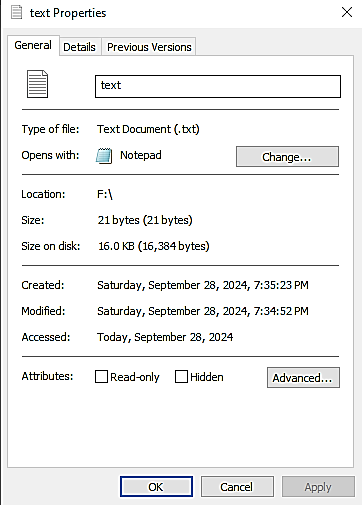 text Properties
General Details Previous Versions
text
Type of file: Text Document (.txt)
Opens with: Notepad Change...
Location: F:\
Size: 21 bytes (21 bytes)
Size on disk: 16.0 KB (16,384 bytes)
Created: Saturday, September 28, 2024, 7:35:23 PM
Modified: Saturday, September 28, 2024, 7:34:52 PM
Accessed: Today, September 28, 2024
Attributes: Read-only Hidden Advanced...
OK Cancel Apply